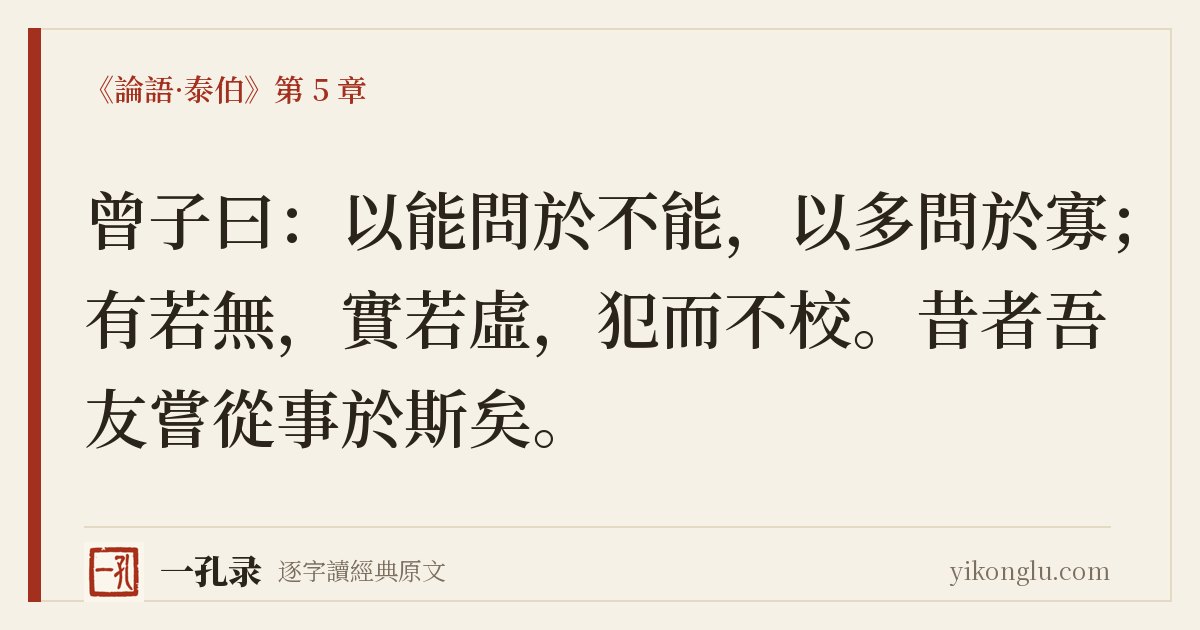 《論語·泰伯》第 5 章
曾子曰：以能問於不能，以多問於寡；
有若無，實若虛，犯而不校。昔者吾
友嘗從事於斯矣。
一孔
一孔录 逐字讀經典原文 yikonglu.com